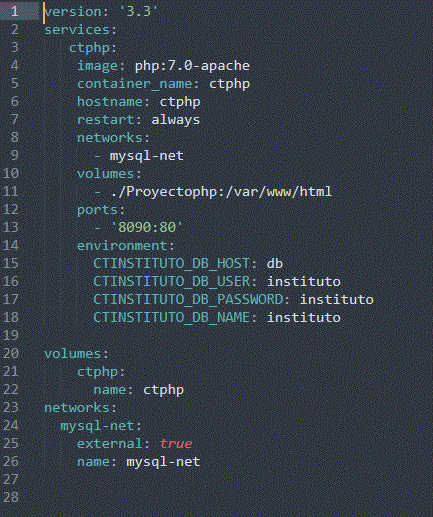 1 version: '3.3'
2 services:
3    ctphp:
4     image: php:7.0-apache
5     container_name: ctphp
6     hostname: ctphp
7     restart: always
8     networks:
9       - mysql-net
10     volumes:
11       - ./Proyectophp:/var/www/html
12     ports:
13       - '8090:80'
14     environment:
15       CTINSTITUTO_DB_HOST: db
16       CTINSTITUTO_DB_USER: instituto
17       CTINSTITUTO_DB_PASSWORD: instituto
18       CTINSTITUTO_DB_NAME: instituto
19
20 volumes:
21     ctphp:
22       name: ctphp
23 networks:
24   mysql-net:
25     external: true
26     name: mysql-net
27
28